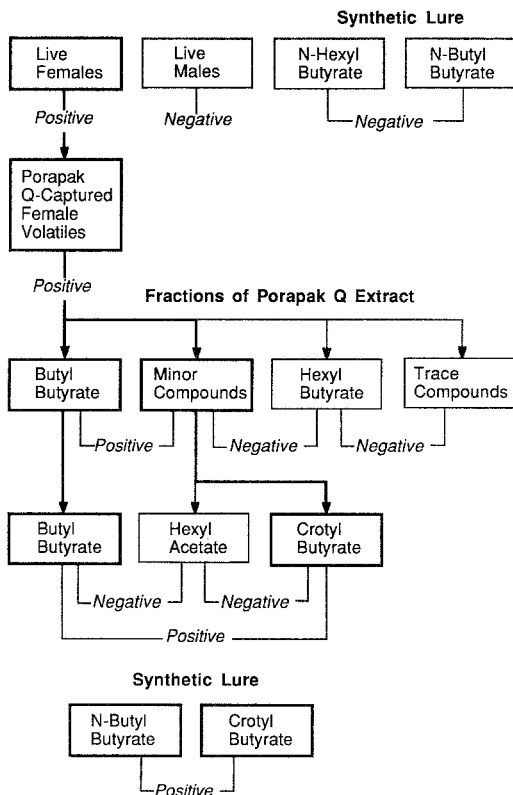 Synthetic Lure
Live
Females
Live
Males
N-Hexyl
Butyrate
N-Butyl
Butyrate
Positive
Negative
Negative
Porapak
Q-Captured
Female
Volatiles
Positive
Fractions of Porapak Q Extract
Butyl
Butyrate
Minor
Compounds
Hexyl
Butyrate
Trace
Compounds
Positive
Negative
Negative
Butyl
Butyrate
Hexyl
Acetate
Crotyl
Butyrate
Negative
Negative
Positive
Synthetic Lure
N-Butyl
Butyrate
Crotyl
Butyrate
Positive